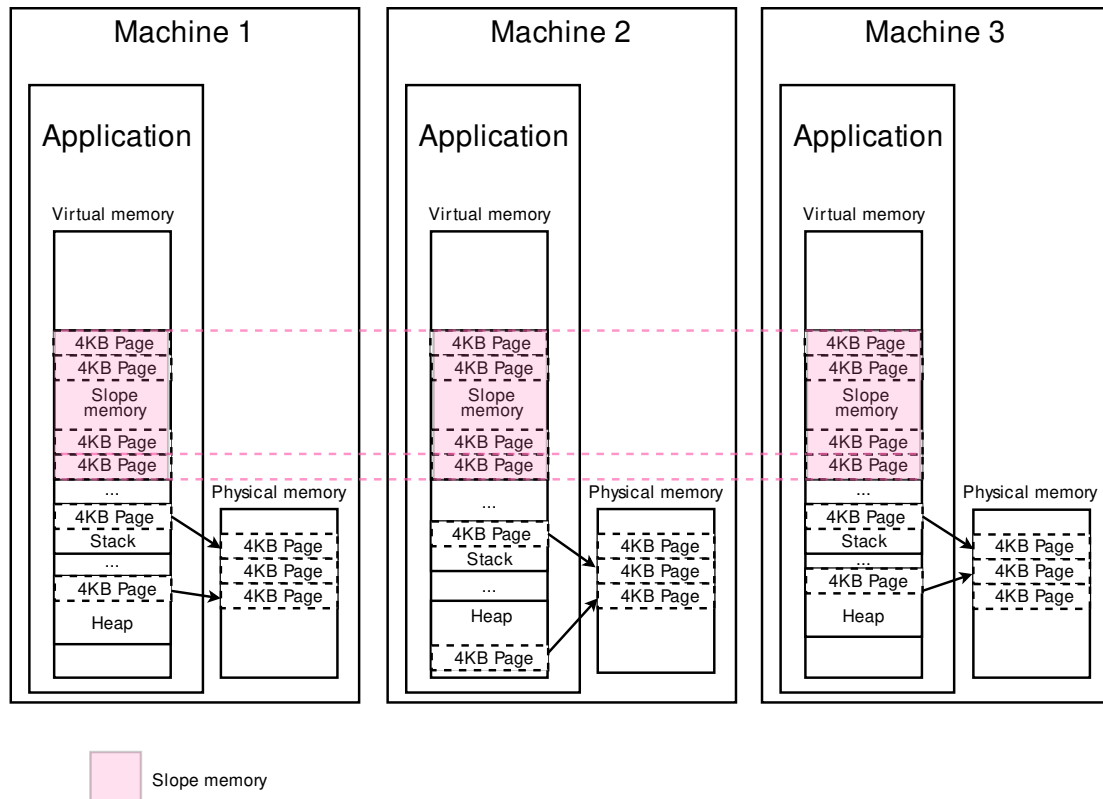 Machine 1
Application
Virtual memory
4KB Page
4KB Page
Slope
memory
4KB Page
4KB Page
...
4KB Page
Stack
...
4KB Page
Heap
Physical memory
4KB Page
4KB Page
4KB Page
Machine 2
Application
Virtual memory
4KB Page
4KB Page
Slope
memory
4KB Page
4KB Page
...
4KB Page
Stack
...
Heap
4KB Page
Physical memory
4KB Page
4KB Page
4KB Page
Machine 3
Application
Virtual memory
4KB Page
4KB Page
Slope
memory
4KB Page
4KB Page
...
4KB Page
Stack
...
4KB Page
Heap
Physical memory
4KB Page
4KB Page
4KB Page
Slope memory